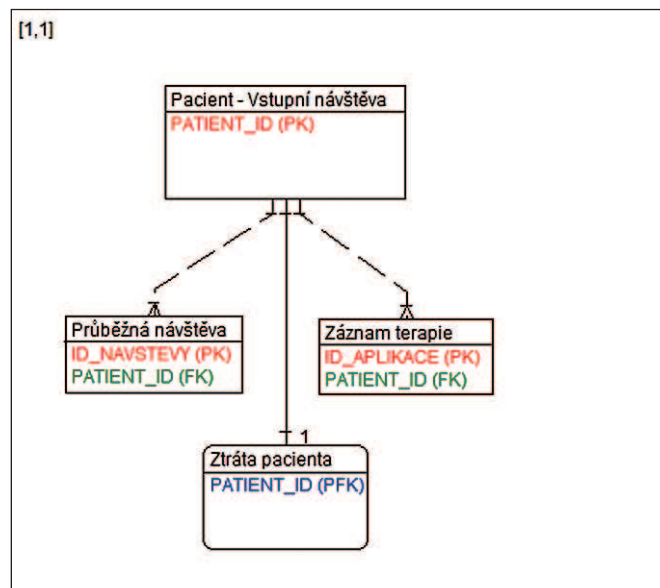 [1,1]
Pacient - Vstupní návštěva
PATIENT_ID (PK)
Průběžná návštěva
ID_NAVSTEVY (PK)
PATIENT_ID (FK)
Záznam terapie
ID_APLIKACE (PK)
PATIENT_ID (FK)
1
Ztráta pacienta
PATIENT_ID (PFK)